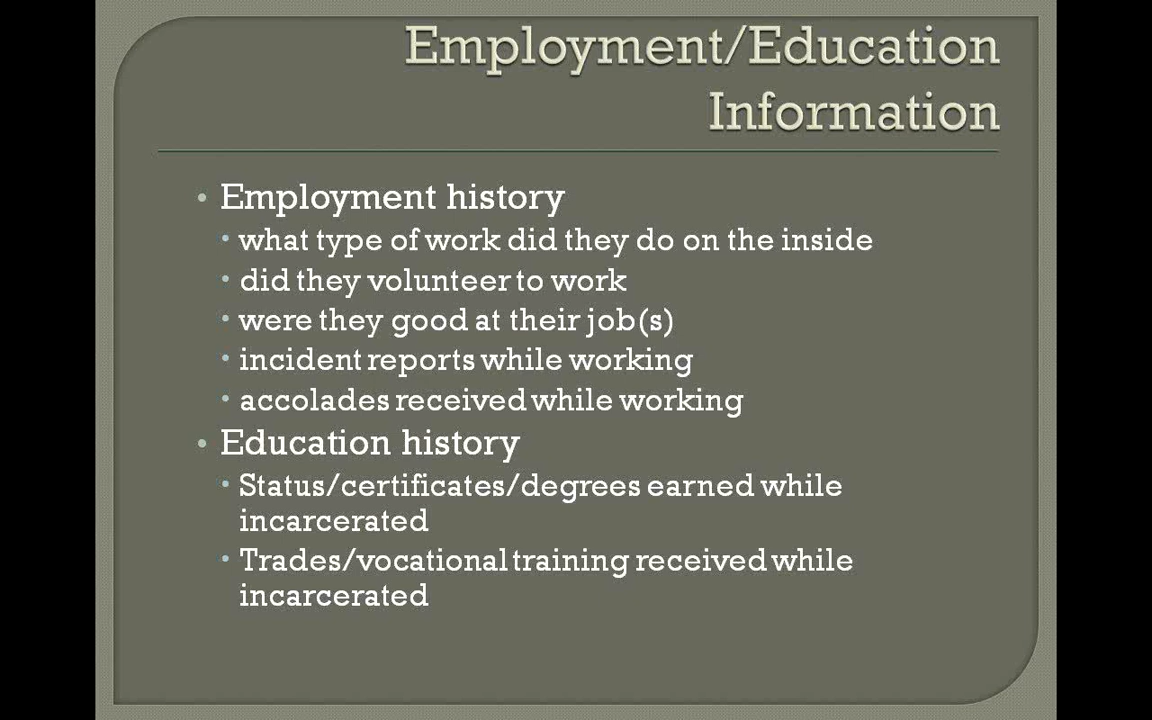 Employment/Education
Information
• Employment history
▪ what type of work did they do on the inside
▪ did they volunteer to work
▪ were they good at their job(s)
▪ incident reports while working
▪ accolades received while working
• Education history
▪ Status/certificates/degrees earned while
incarcerated
▪ Trades/vocational training received while
incarcerated